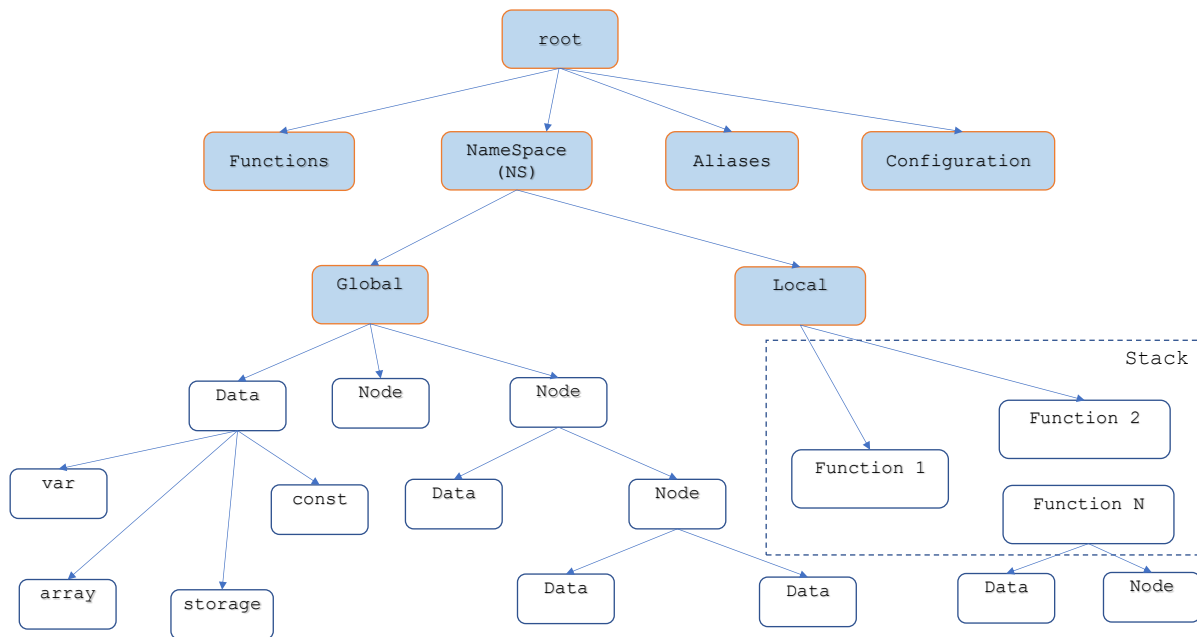 root
Functions
NameSpace
(NS)
Aliases
Configuration
Global
Local
Stack
Data
Node
Node
Function 2
var
const
Data
Node
Function 1
Function N
array
storage
Data
Data
Data
Node